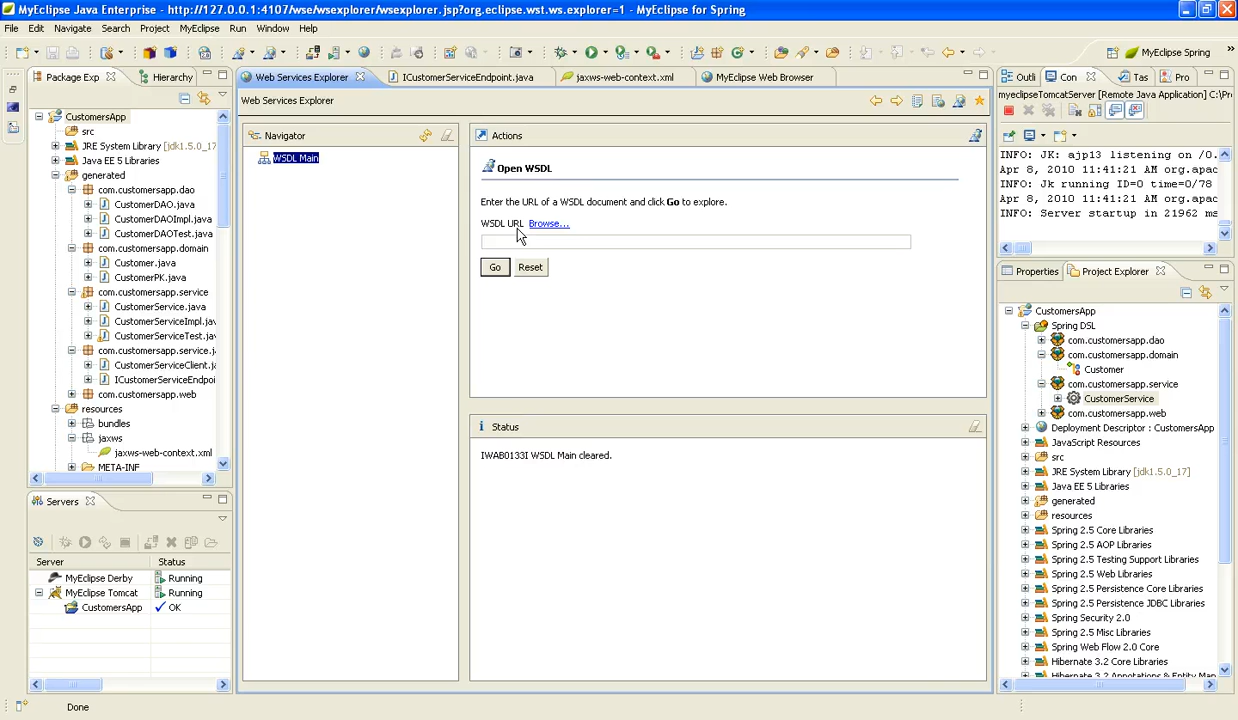 MyEclipse Java Enterprise - http://127.0.0.1:4107/wse/wsexplorer/wsexplorer.jsp?org.eclipse.wst.ws.explorer=1 - MyEclipse for Spring
File Edit Navigate Search Project MyEclipse Run Window Help
MyEclipse Spring
Package Exp
Hierarchy
CustomersApp
src
JRE System Library [jdk1.5.0_17]
Java EE 5 Libraries
generated
com.customersapp.dao
CustomerDAO.java
CustomerDAOImpl.java
CustomerDAOTest.java
com.customersapp.domain
Customer.java
CustomerPK.java
com.customersapp.service
CustomerService.java
CustomerServiceImpl.jav
CustomerServiceTest.jav
com.customersapp.service.j
CustomerServiceClient.ja
ICustomerServiceEndpoi
com.customersapp.web
resources
bundles
jaxws
jaxws-web-context.xml
META-INF
Servers
Server Status
MyEclipse Derby Running
MyEclipse Tomcat Running
CustomersApp OK
Web Services Explorer
ICustomerServiceEndpoint.java
jaxws-web-context.xml
MyEclipse Web Browser
Web Services Explorer
Navigator
WSDL Main
Actions
Open WSDL
Enter the URL of a WSDL document and click Go to explore.
WSDL URL Browse...
Go Reset
Status
IWAB0133I WSDL Main cleared.
Outli
Con
Tas
Pro
myeclipseTomcatServer [Remote Java Application] C:\Pr
INFO: JK: ajp13 listening on /0.
Apr 8, 2010 11:41:21 AM org.apac
INFO: Jk running ID=0 time=0/78
Apr 8, 2010 11:41:21 AM org.apac
INFO: Server startup in 21962 ms
Properties
Project Explorer
CustomersApp
Spring DSL
com.customersapp.dao
com.customersapp.domain
Customer
com.customersapp.service
CustomerService
com.customersapp.web
Deployment Descriptor : CustomersApp
JavaScript Resources
src
JRE System Library [jdk1.5.0_17]
Java EE 5 Libraries
generated
resources
Spring 2.5 Core Libraries
Spring 2.5 AOP Libraries
Spring 2.5 Testing Support Libraries
Spring 2.5 Web Libraries
Spring 2.5 Persistence Core Libraries
Spring 2.5 Persistence JDBC Libraries
Spring Security 2.0
Spring 2.5 Misc Libraries
Spring Web Flow 2.0 Core
Hibernate 3.2 Core Libraries
Hibernate 3.2 Annotations & Entity Map
Done